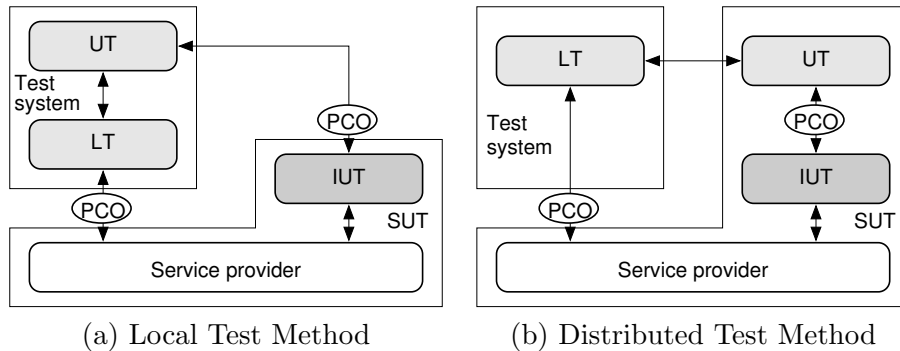 UT
Test
system
LT
PCO
PCO
IUT
SUT
Service provider
(a) Local Test Method
LT
UT
Test
system
PCO
IUT
PCO
SUT
Service provider
(b) Distributed Test Method